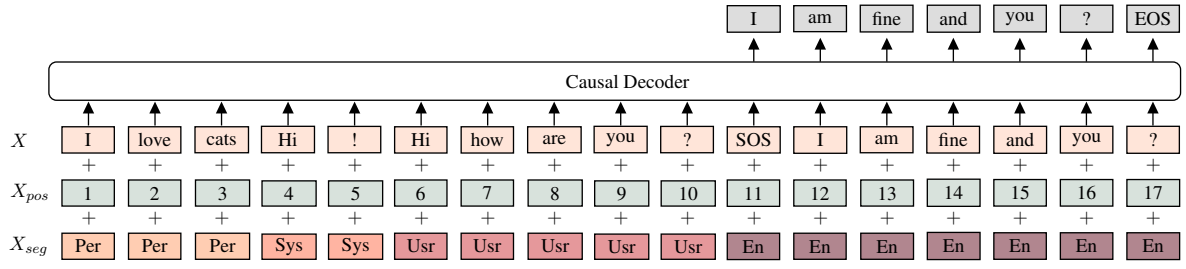 I am fine and you ? EOS
Causal Decoder
X I love cats Hi ! Hi how are you ? SOS I am fine and you ?
+ + + + + + + + + + + + + + + + +
X_pos 1 2 3 4 5 6 7 8 9 10 11 12 13 14 15 16 17
+ + + + + + + + + + + + + + + + +
X_seg Per Per Per Sys Sys Usr Usr Usr Usr Usr En En En En En En En